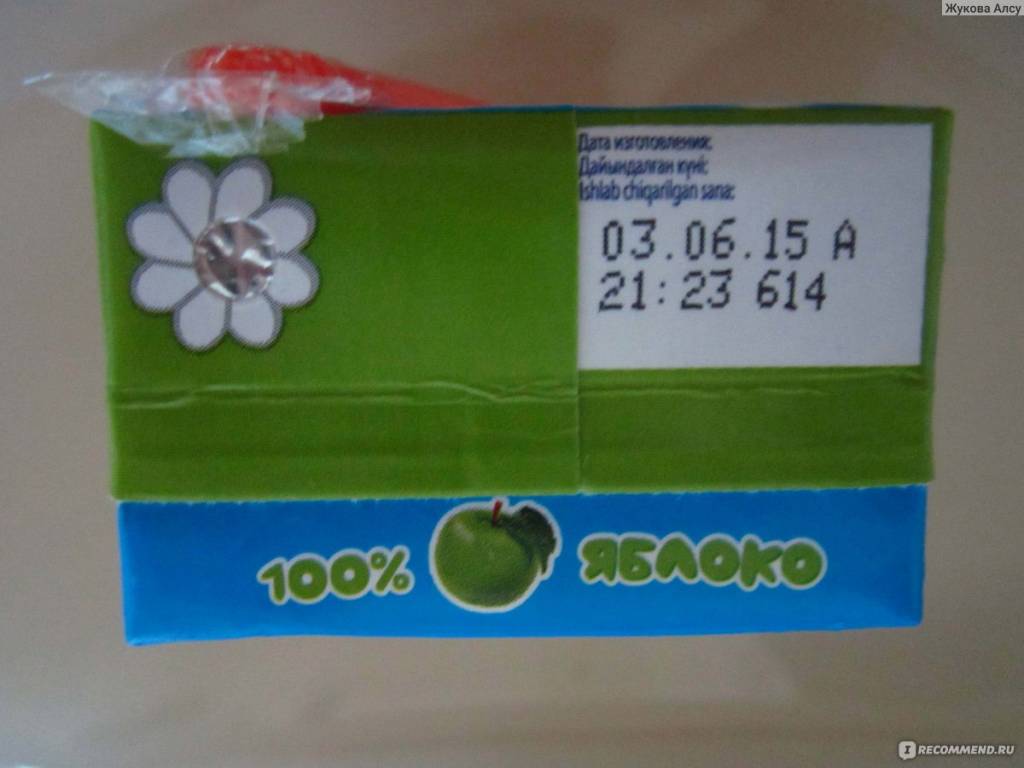 Жукова Алсу
Дата изготовления:
Дайындалған күні:
Ishlab chiqarilgan sana:
03.06.15 A
21:23 614
100% ЯБЛОКО
IRECOMMEND.RU